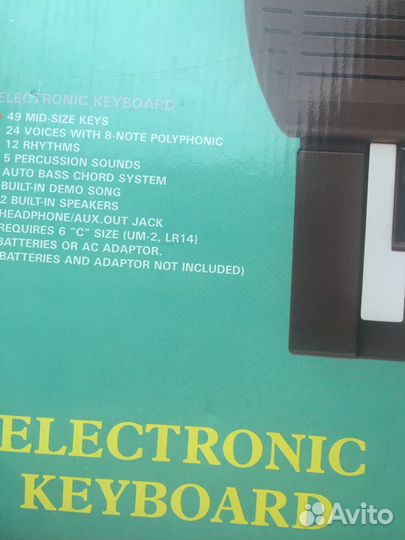 ELECTRONIC KEYBOARD
49 MID-SIZE KEYS
24 VOICES WITH 8-NOTE POLYPHONIC
12 RHYTHMS
5 PERCUSSION SOUNDS
AUTO BASS CHORD SYSTEM
BUILT-IN DEMO SONG
2 BUILT-IN SPEAKERS
HEADPHONE/AUX.OUT JACK
REQUIRES 6 "C" SIZE (UM-2, LR14)
BATTERIES OR AC ADAPTOR.
BATTERIES AND ADAPTOR NOT INCLUDED)
ELECTRONIC
KEYBOARD
Avito